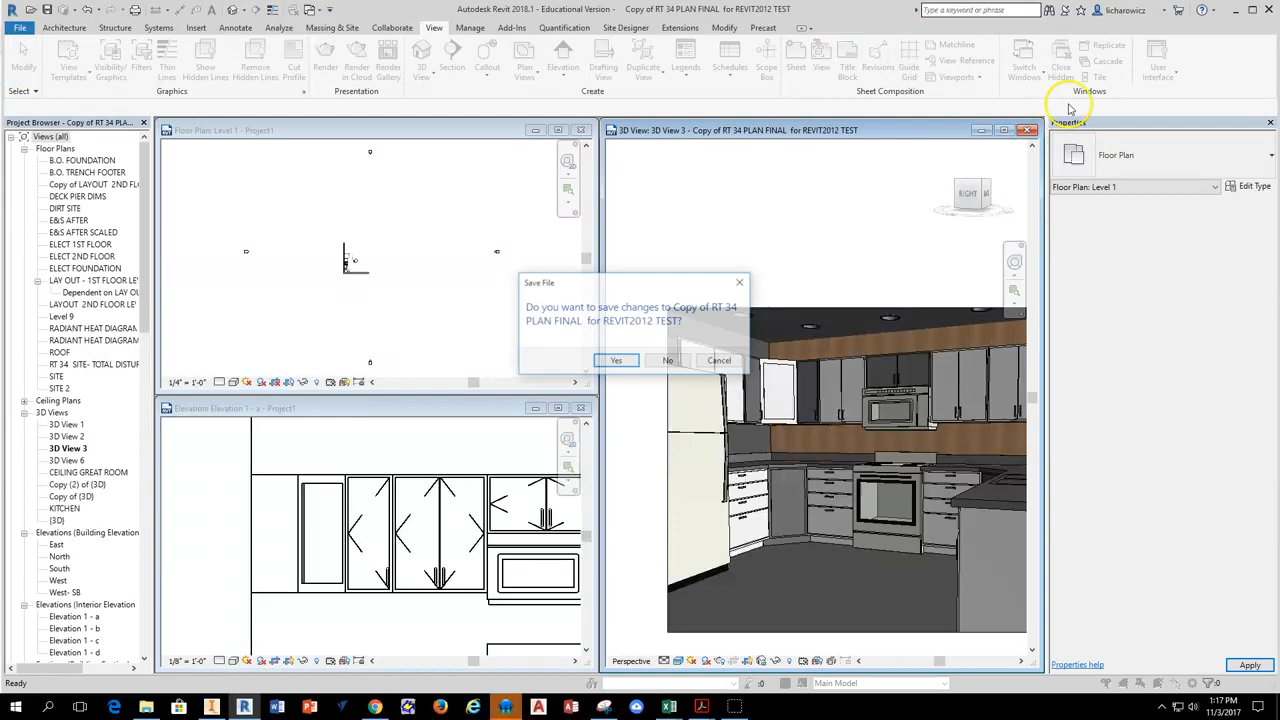 Autodesk Revit 2018.1 - Educational Version - Copy of RT 34 PLAN FINAL for REVIT2012 TEST
Type a keyword or phrase
licharowicz
File Architecture Structure Systems Insert Annotate Analyze Massing & Site Collaborate View Manage Add-Ins Quantification Site Designer Extensions Modify Precast
Modify
View Templates
Visibility/ Graphics
Filters
Thin Lines
Show Hidden Lines
Remove Hidden Lines
Cut Profile
Render
Render in Cloud
Render Gallery
3D View
Section
Callout
Plan Views
Elevation
Drafting View
Duplicate View
Legends
Schedules
Scope Box
Sheet
View
Title Block
Revisions
Guide Grid
Matchline
View Reference
Viewports
Switch Windows
Close Hidden
Replicate
Cascade
Tile
User Interface
Select Graphics Presentation Create Sheet Composition Windows
Project Browser - Copy of RT 34 PLA...
Views (all)
Floor Plans
B.O. FOUNDATION
B.O. TRENCH FOOTER
Copy of LAYOUT 2ND FL
DECK PIER DIMS
DIRT SITE
E&S AFTER
E&S AFTER SCALED
ELECT 1ST FLOOR
ELECT 2ND FLOOR
ELECT FOUNDATION
LAY OUT - 1ST FLOOR LE
Dependent on LAY O
LAYOUT 2ND FLOOR LE
Level 9
RADIANT HEAT DIAGRAM
RADIANT HEAT DIAGRAM
ROOF
RT 34 SITE- TOTAL DISTU
SITE
SITE 2
Ceiling Plans
3D Views
3D View 1
3D View 2
3D View 3
3D View 6
CEILING GREAT ROOM
Copy (2) of {3D}
Copy of {3D}
KITCHEN
{3D}
Elevations (Building Elevation
East
North
South
West
West- SB
Elevations (Interior Elevation
Elevation 1 - a
Elevation 1 - b
Elevation 1 - c
Elevation 1 - d
Floor Plan: Level 1 - Project1
1/4" = 1'-0"
Elevation: Elevation 1 - a - Project1
1/8" = 1'-0"
3D View: 3D View 3 - Copy of RT 34 PLAN FINAL for REVIT2012 TEST
RIGHT
Perspective
Save File
Do you want to save changes to Copy of RT 34
PLAN FINAL for REVIT2012 TEST?
Yes No Cancel
Properties
Floor Plan
Floor Plan: Level 1
Edit Type
Properties help
Apply
Ready
:0
Main Model
:0
1:17 PM
11/3/2017